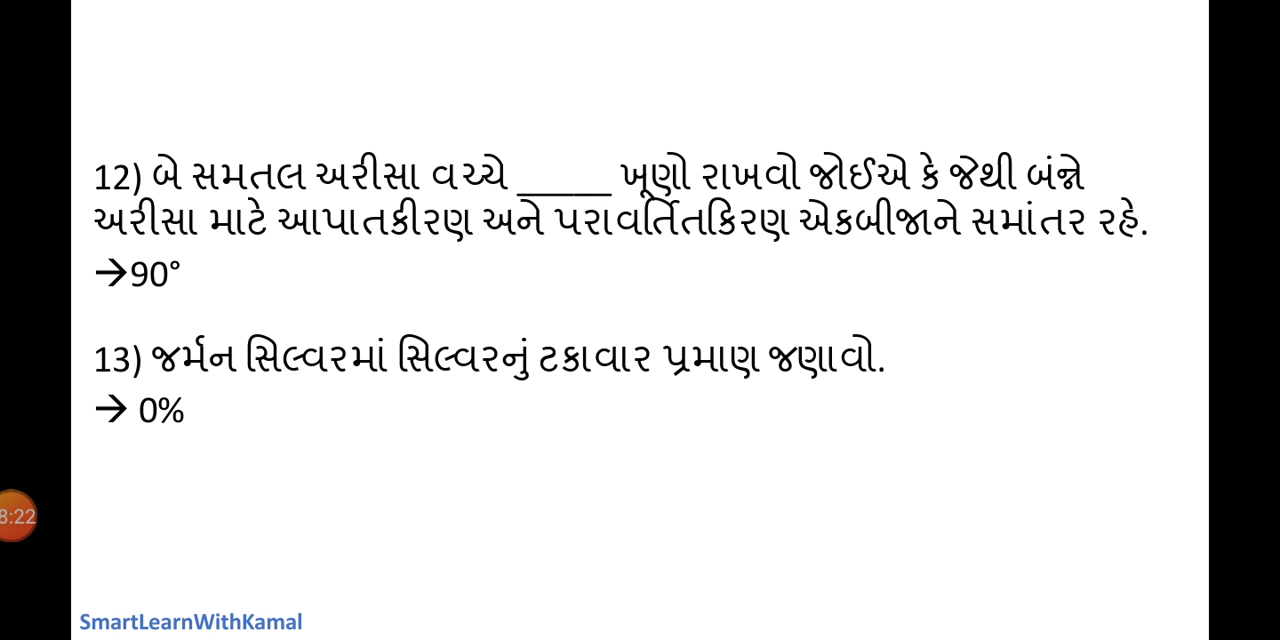 12) બે સમતલ અરીસા વચ્ચે _____ ખૂણો રાખવો જોઈએ કે જેથી બંન્ને
અરીસા માટે આપાતકીરણ અને પરાવર્તિતકિરણ એકબીજાને સમાંતર રહે.
→90°
13) જર્મન સિલ્વરમાં સિલ્વરનું ટકાવાર પ્રમાણ જણાવો.
→ 0%
8:22
SmartLearnWithKamal